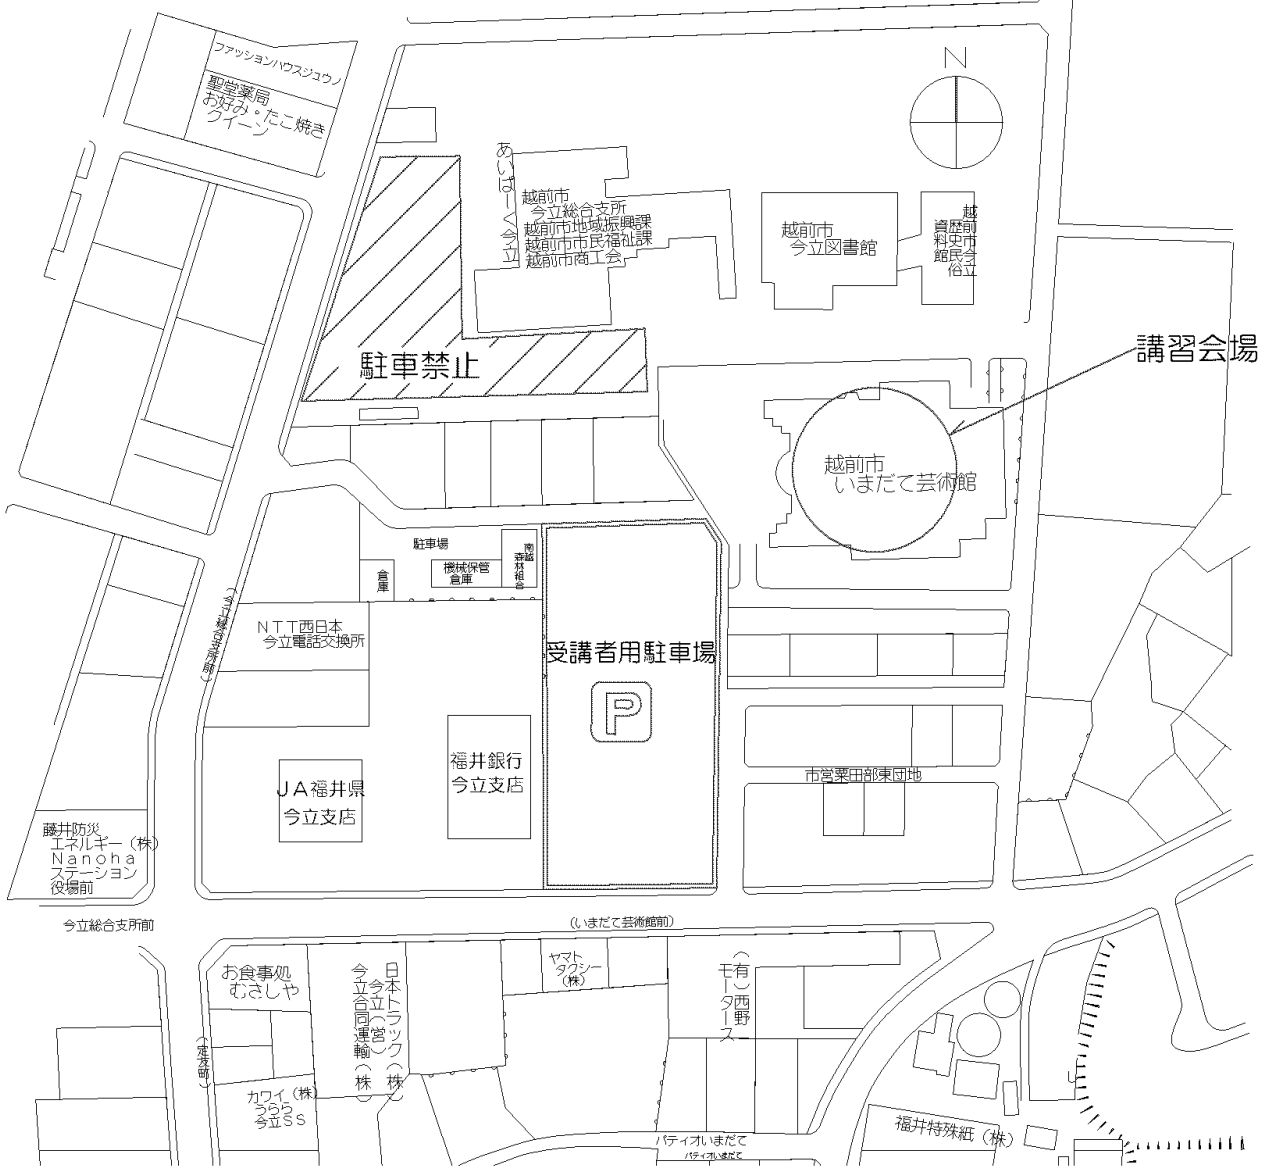 ファッションハウスジュウノ
聖堂薬局
お好み・たこ焼き
クイーン
N
あいぱーく今立
越前市
今立総合支所
越前市地域振興課
越前市市民福祉課
越前市商工会
越前市
今立図書館
越前市今立
歴史民俗
資料館
駐車禁止
講習会場
越前市
いまだて芸術館
駐車場
南越
森林組合
機械保管
倉庫
倉庫
NTT西日本
今立電話交換所
(今立総合支所前)
受講者用駐車場
P
福井銀行
今立支店
JA福井県
今立支店
市営粟田部東団地
藤井防災
エネルギー(株)
Nanoha
ステーション
役場前
今立総合支所前
(いまだて芸術館前)
お食事処
むさしや
日本トラック(株)
今立(営)
今立合同運輸(株)
ヤマト
タクシー
(株)
(有)西野
モータース
(定友町)
カワイ(株)
うらら
今立SS
福井特殊紙(株)
パティオいまだて
パティオいまだて